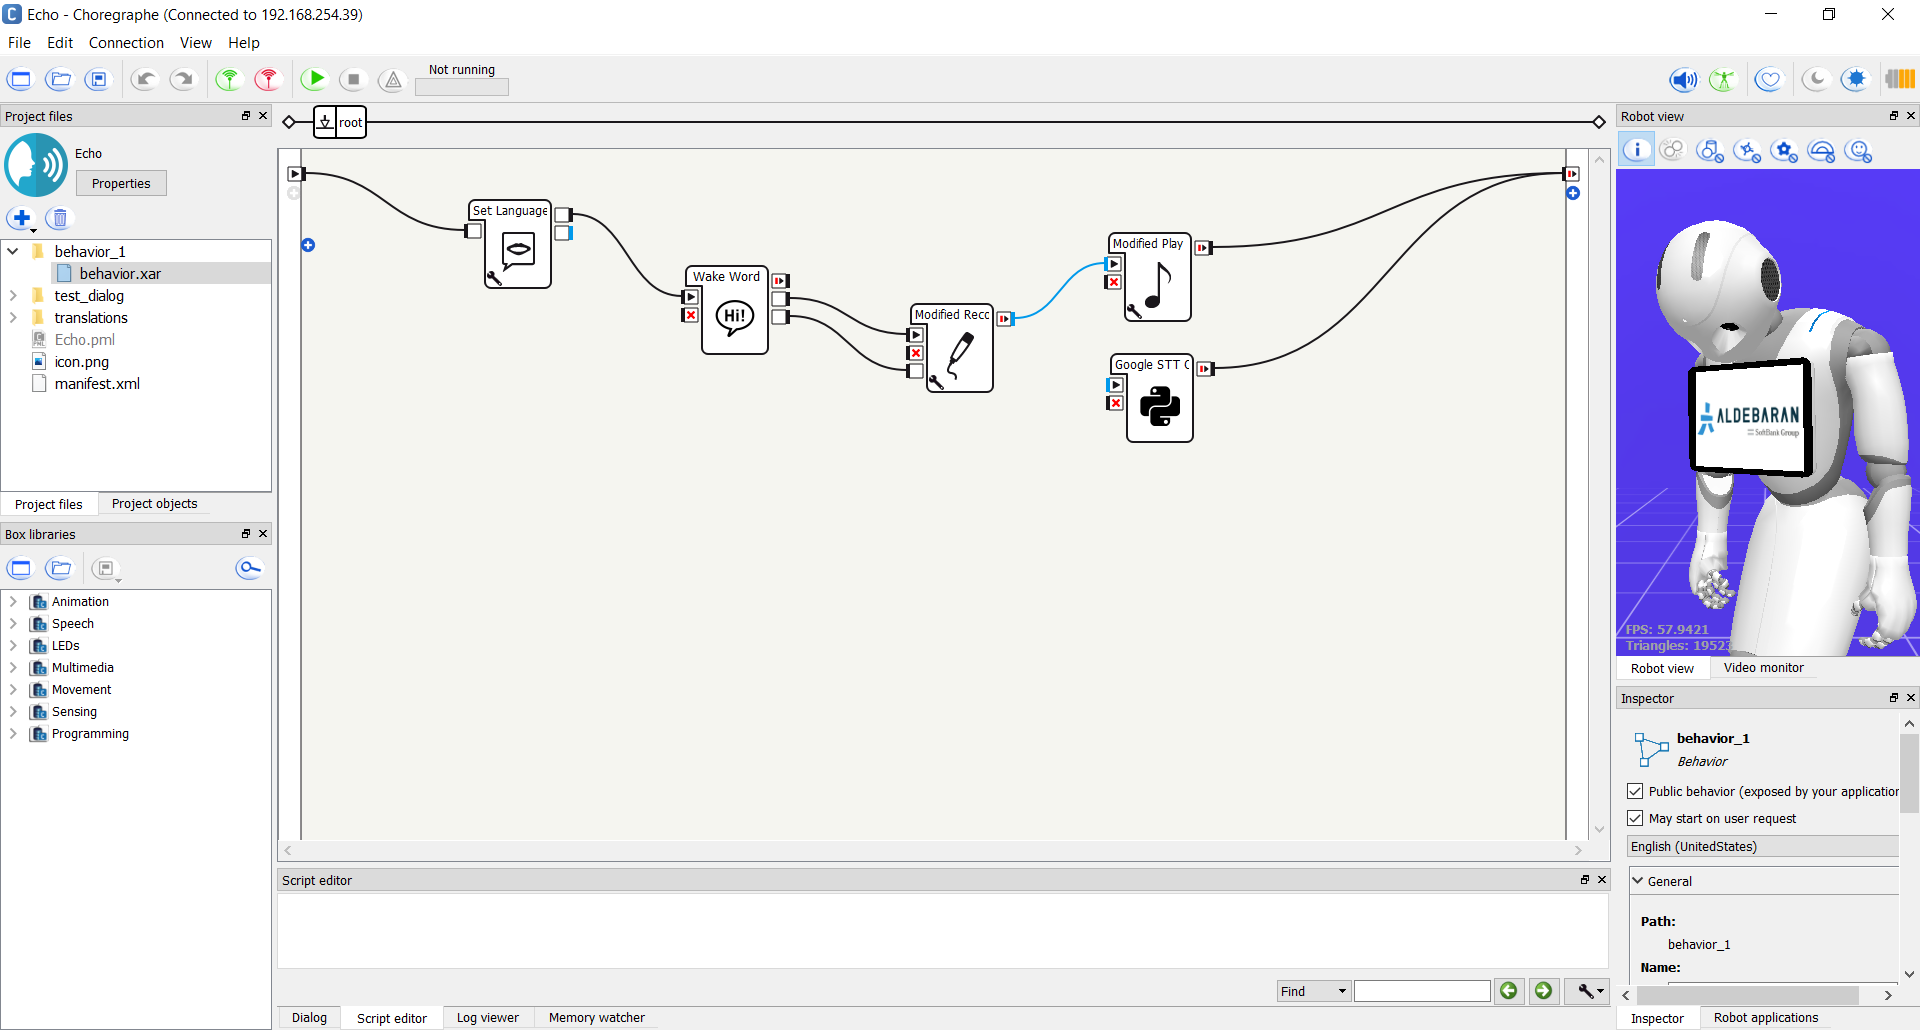 Echo - Choregraphe (Connected to 192.168.254.39)
File Edit Connection View Help
Not running
Project files
root
Robot view
Echo
Properties
behavior_1
behavior.xar
test_dialog
translations
Echo.pml
icon.png
manifest.xml
Set Language
Wake Word
Hi!
Modified Reco
Modified Play
Google STT C
ALDEBARAN
SoftBank Group
FPS: 57.9421
Triangles: 19523
Project files Project objects
Box libraries
Animation
Speech
LEDs
Multimedia
Movement
Sensing
Programming
Robot view Video monitor
Inspector
behavior_1
Behavior
Public behavior (exposed by your application
May start on user request
English (UnitedStates)
General
Path:
behavior_1
Name:
Script editor
Find
Dialog Script editor Log viewer Memory watcher
Inspector Robot applications